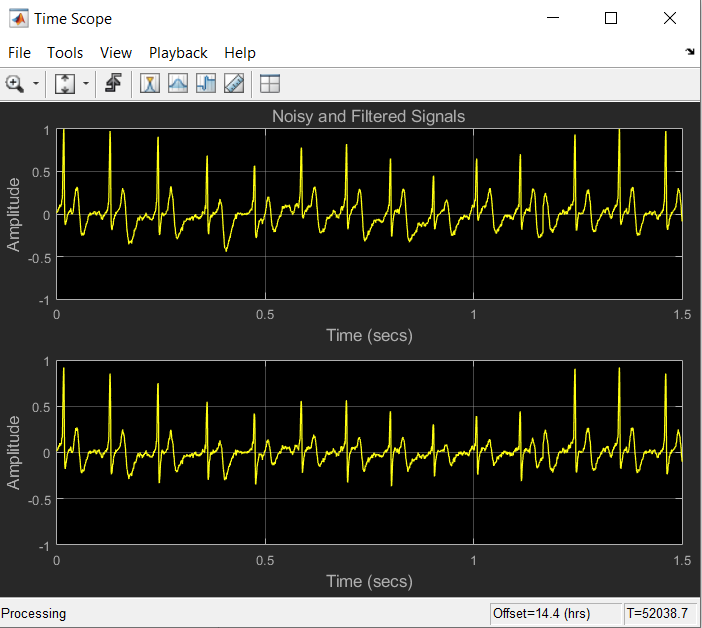 Time Scope
File Tools View Playback Help
Noisy and Filtered Signals
1
0.5
0
-0.5
-1
Amplitude
0 0.5 1 1.5
Time (secs)
1
0.5
0
-0.5
-1
Amplitude
0 0.5 1 1.5
Time (secs)
Processing Offset=14.4 (hrs) T=52038.7